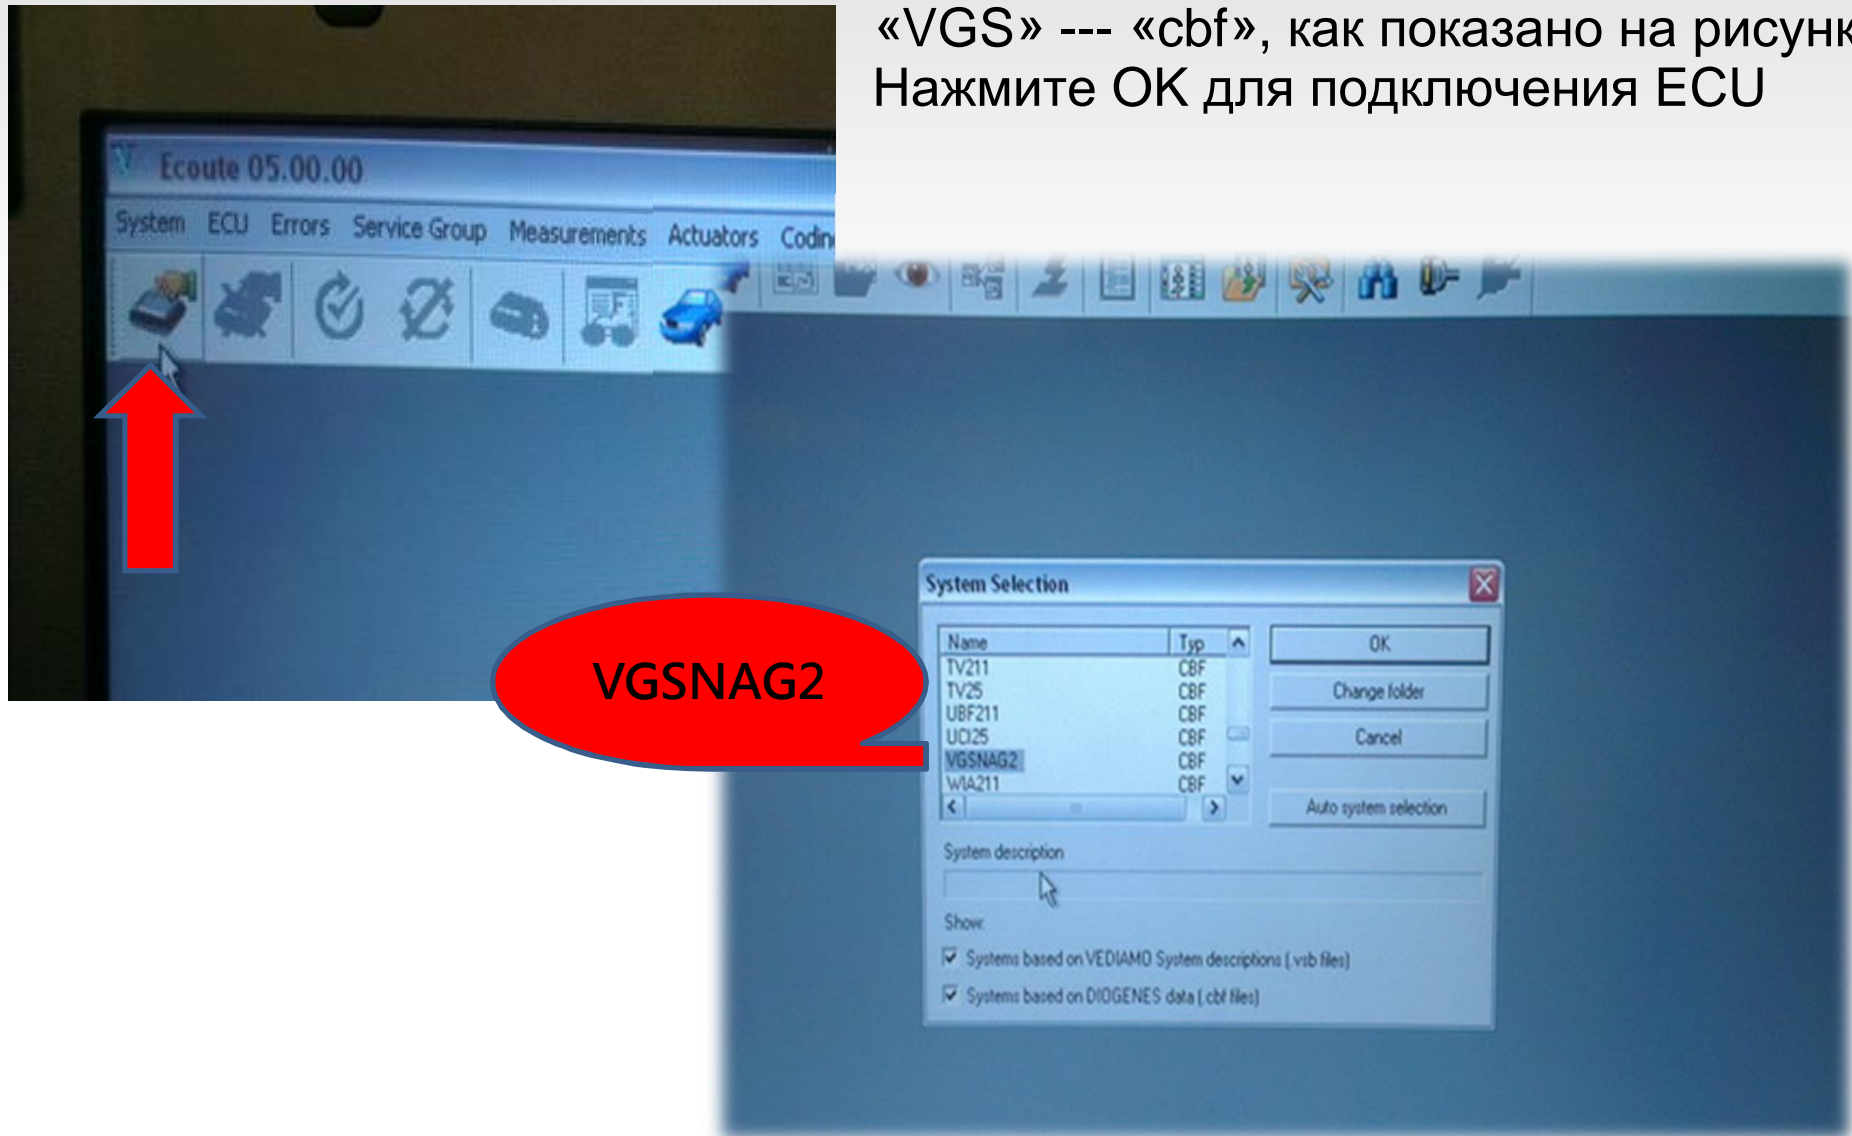 «VGS» --- «cbf», как показано на рисунк
Нажмите OK для подключения ECU
Ecoute 05.00.00
System ECU Errors Service Group Measurements Actuators Codin
VGSNAG2
System Selection
Name Typ
TV211 CBF
TV25 CBF
UBF211 CBF
UCI25 CBF
VGSNAG2 CBF
WIA211 CBF
OK
Change folder
Cancel
Auto system selection
System description
Show:
Systems based on VEDIAMO System descriptions (.vsb files)
Systems based on DIOGENES data (.cbf files)